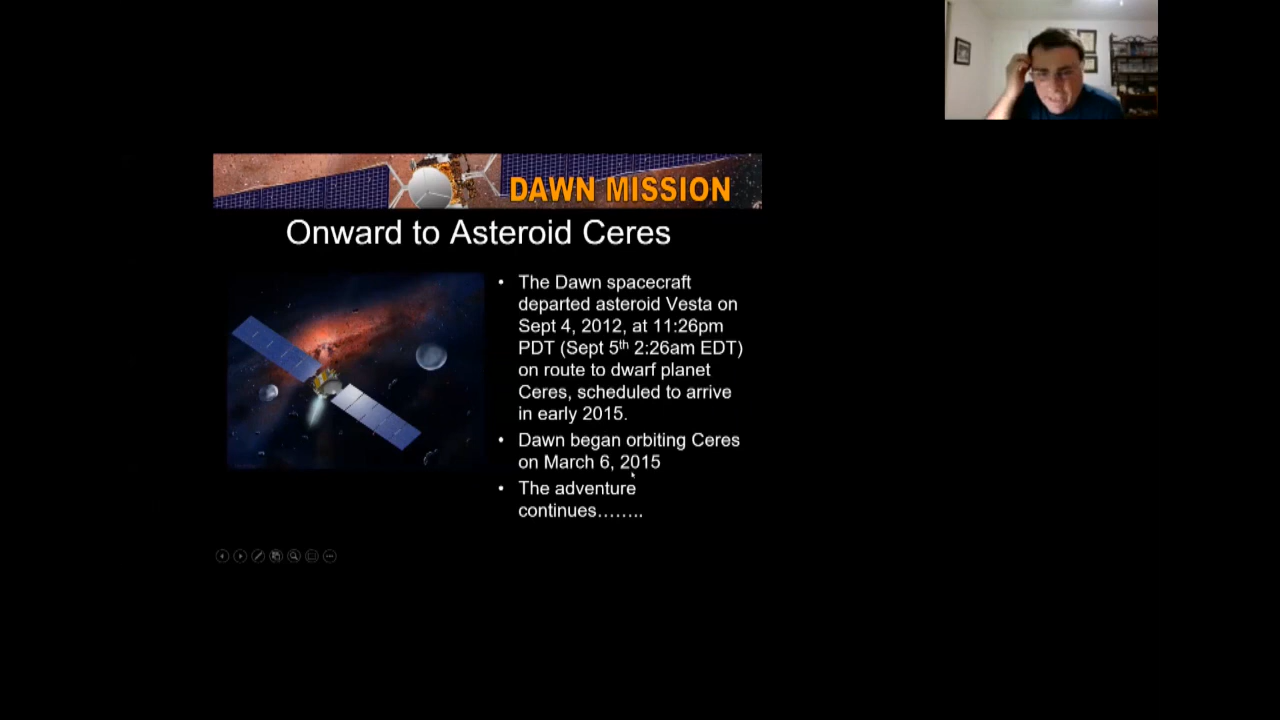 DAWN MISSION
Onward to Asteroid Ceres
• The Dawn spacecraft
departed asteroid Vesta on
Sept 4, 2012, at 11:26pm
PDT (Sept 5th 2:26am EDT)
on route to dwarf planet
Ceres, scheduled to arrive
in early 2015.
• Dawn began orbiting Ceres
on March 6, 2015
• The adventure
continues……..